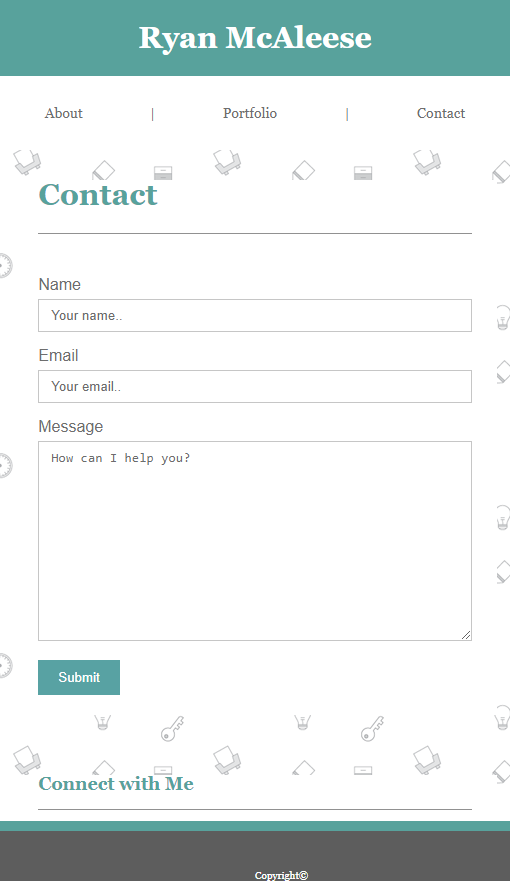 Ryan McAleese
About | Portfolio | Contact
Contact
Name
Your name..
Email
Your email..
Message
How can I help you?
Submit
Connect with Me
Copyright©